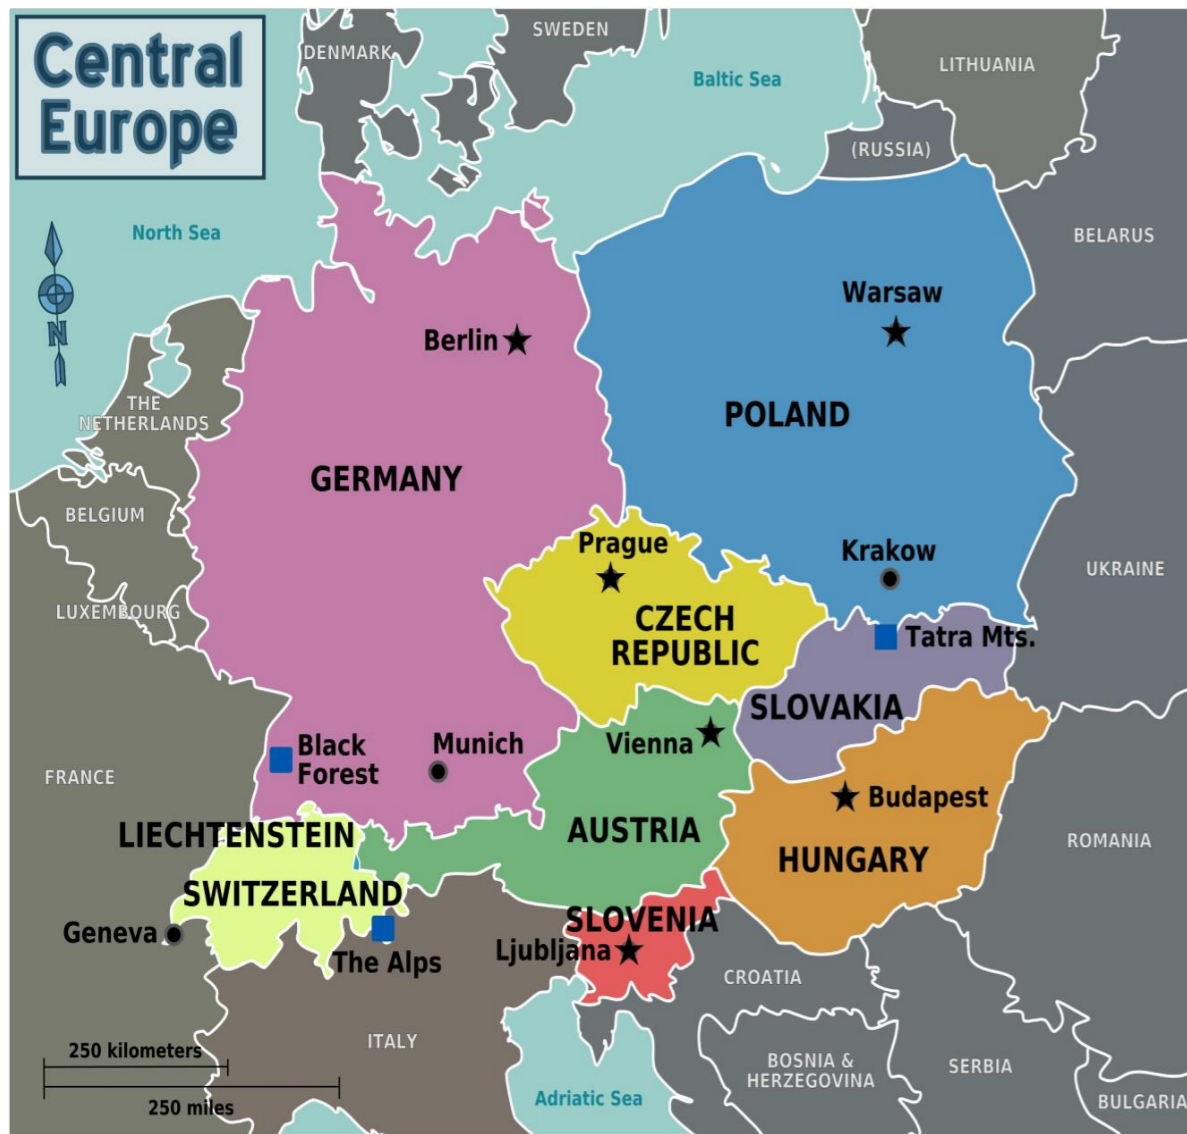 Central
Europe
DENMARK
SWEDEN
Baltic Sea
LITHUANIA
(RUSSIA)
North Sea
BELARUS
N
Warsaw
Berlin
THE
NETHERLANDS
POLAND
GERMANY
BELGIUM
Prague
Krakow
UKRAINE
LUXEMBOURG
CZECH
REPUBLIC
Tatra Mts.
SLOVAKIA
Black
Forest
Munich
Vienna
FRANCE
Budapest
LIECHTENSTEIN
AUSTRIA
ROMANIA
HUNGARY
SWITZERLAND
SLOVENIA
Geneva
The Alps
Ljubljana
CROATIA
ITALY
250 kilometers
250 miles
BOSNIA &
HERZEGOVINA
SERBIA
Adriatic Sea
BULGARIA